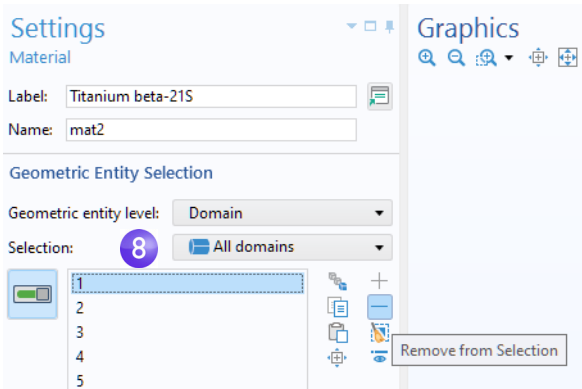 Settings
Graphics
Material
Label: Titanium beta-21S
Name: mat2
Geometric Entity Selection
Geometric entity level: Domain
Selection: 8 All domains
1
2
3
4
Remove from Selection
5